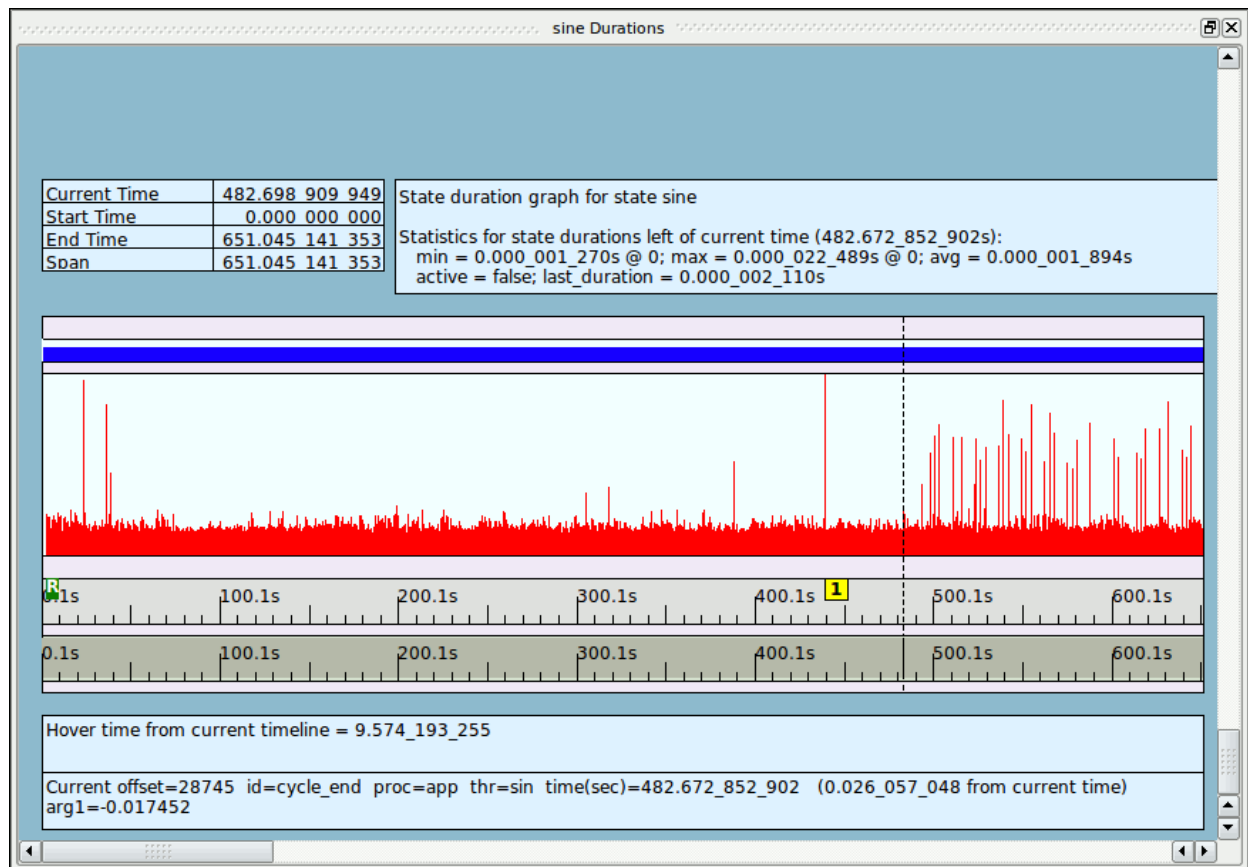 sine Durations
Current Time 482.698 909 949
Start Time 0.000 000 000
End Time 651.045 141 353
Span 651.045 141 353
State duration graph for state sine
Statistics for state durations left of current time (482.672_852_902s):
min = 0.000_001_270s @ 0; max = 0.000_022_489s @ 0; avg = 0.000_001_894s
active = false; last_duration = 0.000_002_110s
R
1
0.1s 100.1s 200.1s 300.1s 400.1s 500.1s 600.1s
0.1s 100.1s 200.1s 300.1s 400.1s 500.1s 600.1s
Hover time from current timeline = 9.574_193_255
Current offset=28745 id=cycle_end proc=app thr=sin time(sec)=482.672_852_902 (0.026_057_048 from current time)
arg1=-0.017452